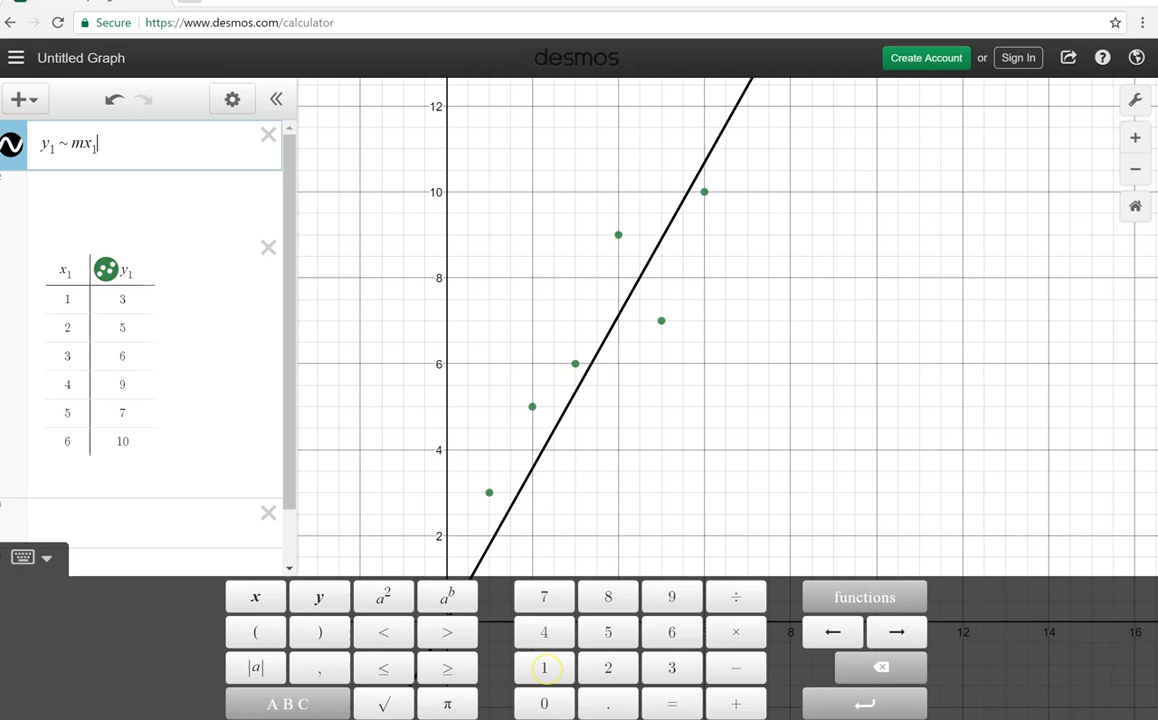 Secure https://www.desmos.com/calculator
Untitled Graph
desmos
Create Account or Sign In
y₁ ~ mx₁
x₁ y₁
1 3
2 5
3 6
4 9
5 7
6 10
12
10
8
6
4
2
8 12 14 16
x y a² aᵇ 7 8 9 ÷ functions
( ) < > 4 5 6 × ← →
|a| , ≤ ≥ 1 2 3 −
A B C √ π 0 . = +